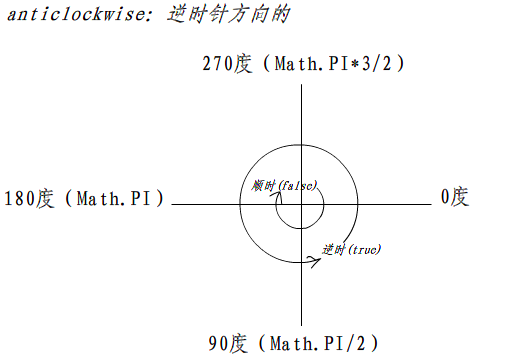 anticlockwise: 逆时针方向的
270度（Math.PI*3/2）
顺时(false)
180度（Math.PI）
0度
逆时(true)
90度（Math.PI/2）